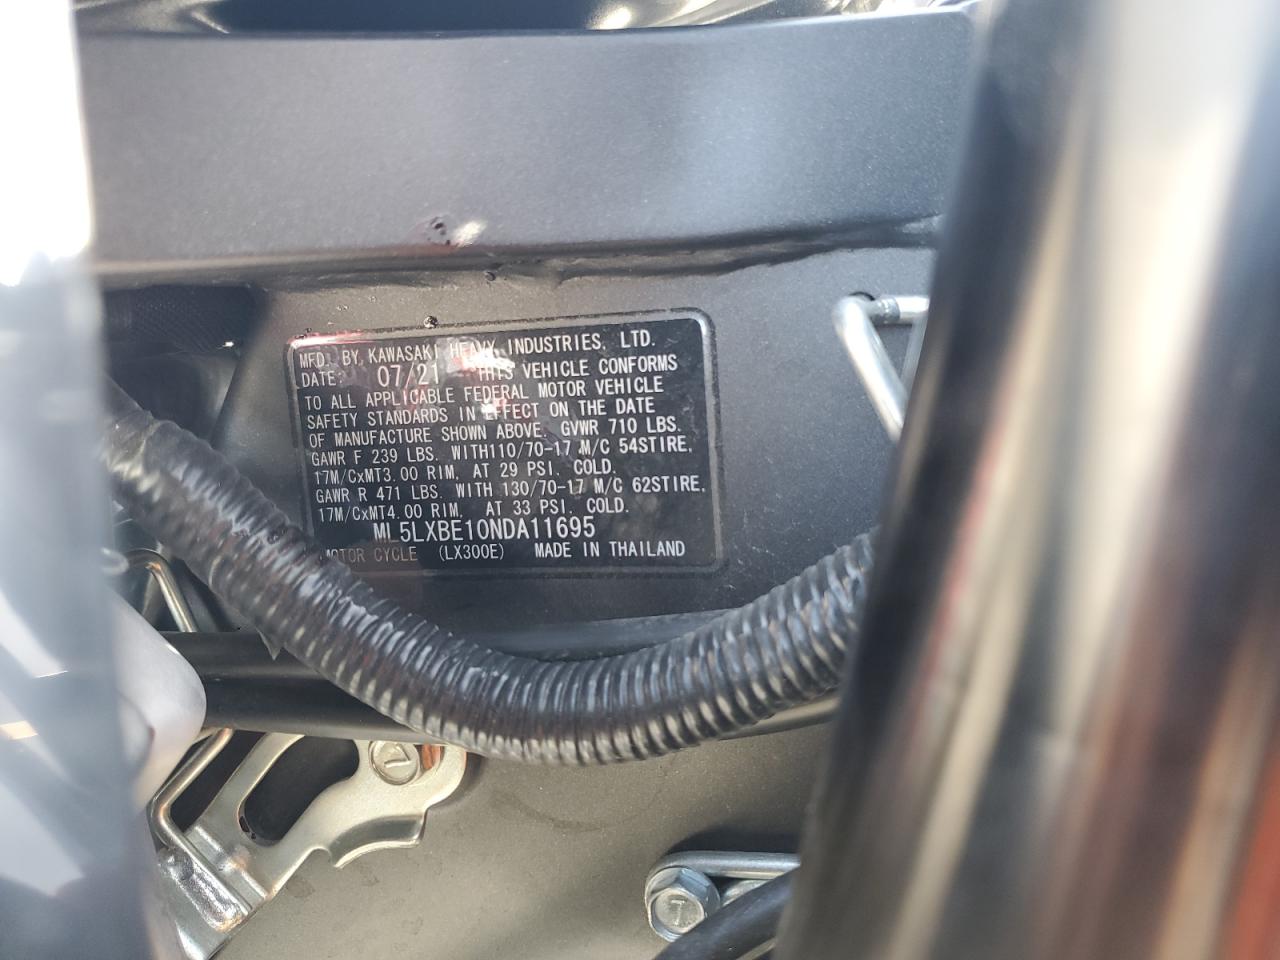 MFD. BY KAWASAKI HEAVY INDUSTRIES, LTD.
DATE: 07/21 THIS VEHICLE CONFORMS
TO ALL APPLICABLE FEDERAL MOTOR VEHICLE
SAFETY STANDARDS IN EFFECT ON THE DATE
OF MANUFACTURE SHOWN ABOVE. GVWR 710 LBS.
GAWR F 239 LBS. WITH110/70-17 M/C 54STIRE,
17M/CxMT3.00 RIM, AT 29 PSI. COLD.
GAWR R 471 LBS. WITH 130/70-17 M/C 62STIRE,
17M/CxMT4.00 RIM, AT 33 PSI. COLD.
ML5LXBE10NDA11695
MOTOR CYCLE (LX300E) MADE IN THAILAND
7